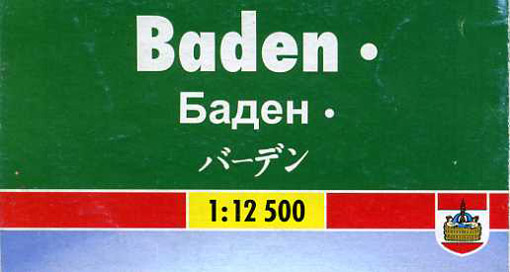 Baden •
Баден •
バーデン
1:12 500